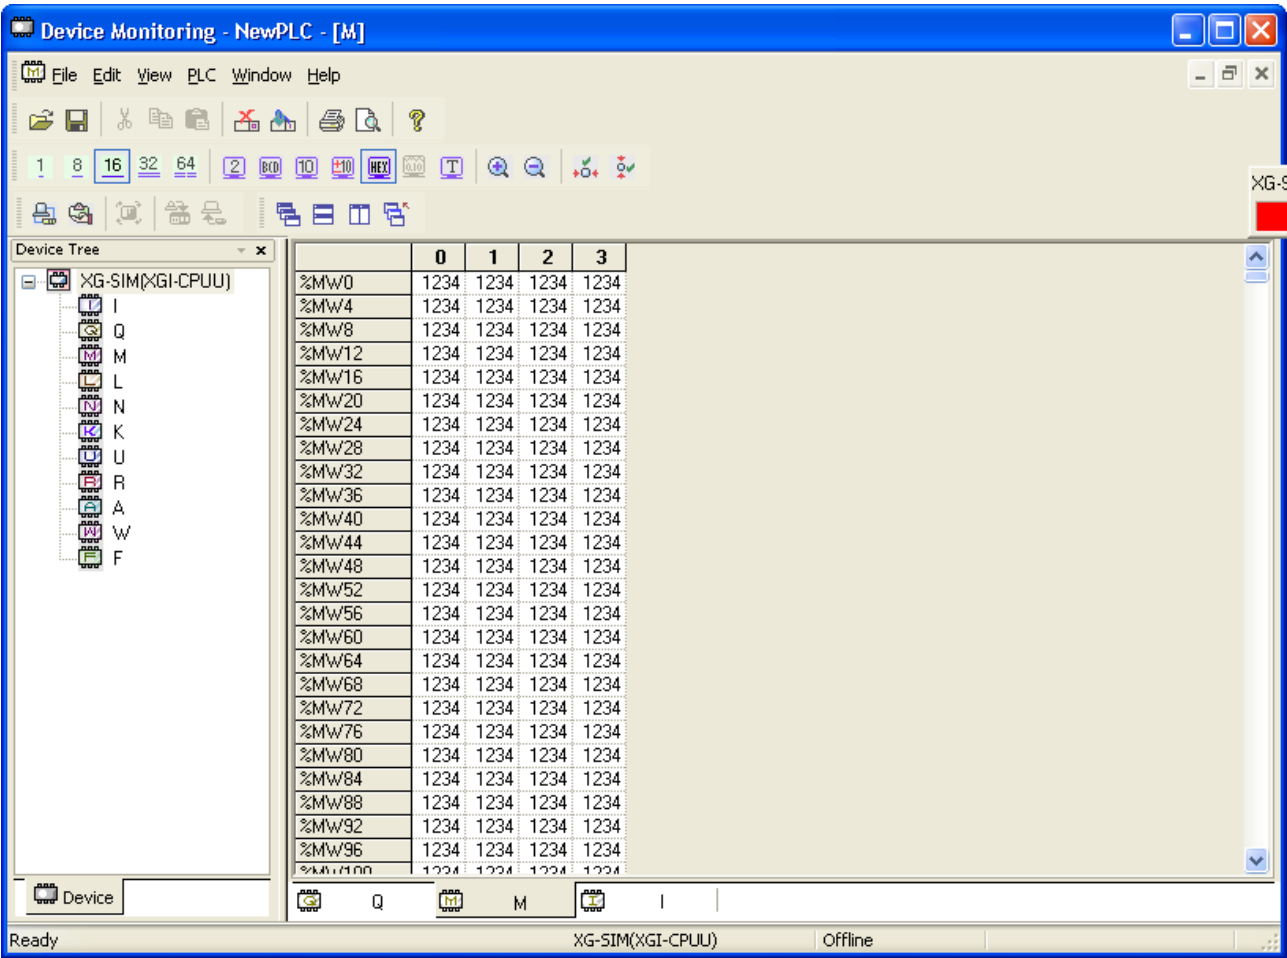 Device Monitoring - NewPLC - [M]
File Edit View PLC Window Help
1 8 16 32 64 2 BCD 10 ±10 HEX 0.10 T
XG-S
Device Tree
XG-SIM(XGI-CPUU)
I
Q
M
L
N
K
U
R
A
W
F
0 1 2 3
%MW0 1234 1234 1234 1234
%MW4 1234 1234 1234 1234
%MW8 1234 1234 1234 1234
%MW12 1234 1234 1234 1234
%MW16 1234 1234 1234 1234
%MW20 1234 1234 1234 1234
%MW24 1234 1234 1234 1234
%MW28 1234 1234 1234 1234
%MW32 1234 1234 1234 1234
%MW36 1234 1234 1234 1234
%MW40 1234 1234 1234 1234
%MW44 1234 1234 1234 1234
%MW48 1234 1234 1234 1234
%MW52 1234 1234 1234 1234
%MW56 1234 1234 1234 1234
%MW60 1234 1234 1234 1234
%MW64 1234 1234 1234 1234
%MW68 1234 1234 1234 1234
%MW72 1234 1234 1234 1234
%MW76 1234 1234 1234 1234
%MW80 1234 1234 1234 1234
%MW84 1234 1234 1234 1234
%MW88 1234 1234 1234 1234
%MW92 1234 1234 1234 1234
%MW96 1234 1234 1234 1234
%MW100 1234 1234 1234 1234
Device
Q M I
Ready XG-SIM(XGI-CPUU) Offline